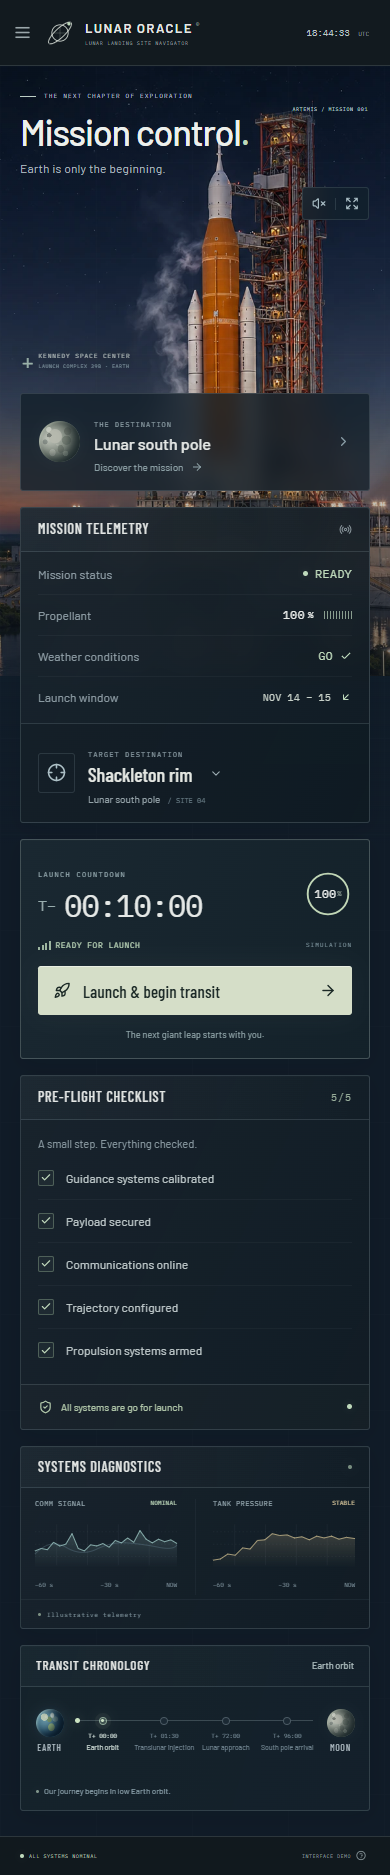 LUNAR ORACLE
LUNAR LANDING SITE NAVIGATOR
18:44:33 UTC
THE NEXT CHAPTER OF EXPLORATION
ARTEMIS / MISSION 001
Mission control.
Earth is only the beginning.
KENNEDY SPACE CENTER
LAUNCH COMPLEX 39B · EARTH
THE DESTINATION
Lunar south pole
Discover the mission
MISSION TELEMETRY
Mission status READY
Propellant 100%
Weather conditions GO
Launch window NOV 14 – 15
TARGET DESTINATION
Shackleton rim
Lunar south pole / SITE 04
LAUNCH COUNTDOWN
T– 00:10:00
100%
READY FOR LAUNCH
SIMULATION
Launch & begin transit
The next giant leap starts with you.
PRE-FLIGHT CHECKLIST 5/5
A small step. Everything checked.
Guidance systems calibrated
Payload secured
Communications online
Trajectory configured
Propulsion systems armed
All systems are go for launch
SYSTEMS DIAGNOSTICS
COMM SIGNAL NOMINAL
–60 s –30 s NOW
TANK PRESSURE STABLE
–60 s –30 s NOW
Illustrative telemetry
TRANSIT CHRONOLOGY Earth orbit
EARTH
T+ 00:00
Earth orbit
T+ 01:30
Translunar injection
T+ 72:00
Lunar approach
T+ 96:00
South pole arrival
MOON
Our journey begins in low Earth orbit.
ALL SYSTEMS NOMINAL
INTERFACE DEMO